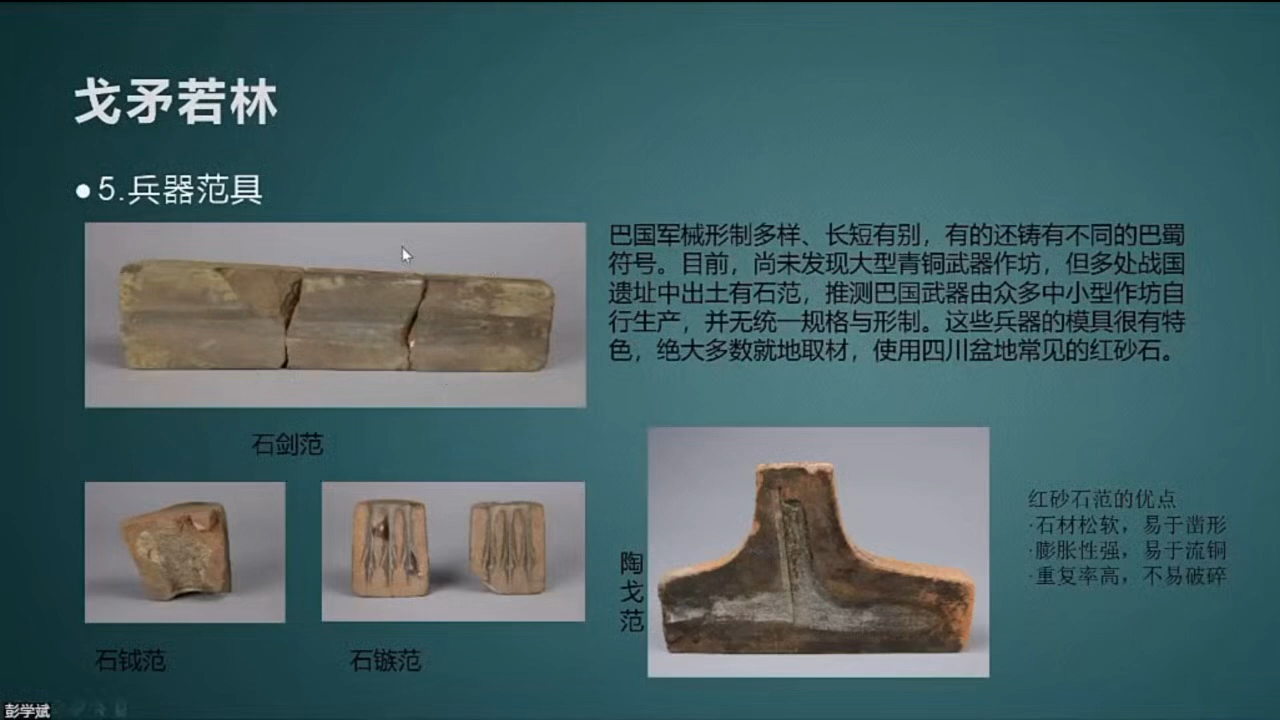 戈矛若林
●5.兵器范具
巴国军械形制多样、长短有别，有的还铸有不同的巴蜀
符号。目前，尚未发现大型青铜武器作坊，但多处战国
遗址中出土有石范，推测巴国武器由众多中小型作坊自
行生产，并无统一规格与形制。这些兵器的模具很有特
色，绝大多数就地取材，使用四川盆地常见的红砂石。
石剑范
石钺范
石镞范
陶戈范
红砂石范的优点
·石材松软，易于凿形
·膨胀性强，易于流铜
·重复率高，不易破碎
彭学斌